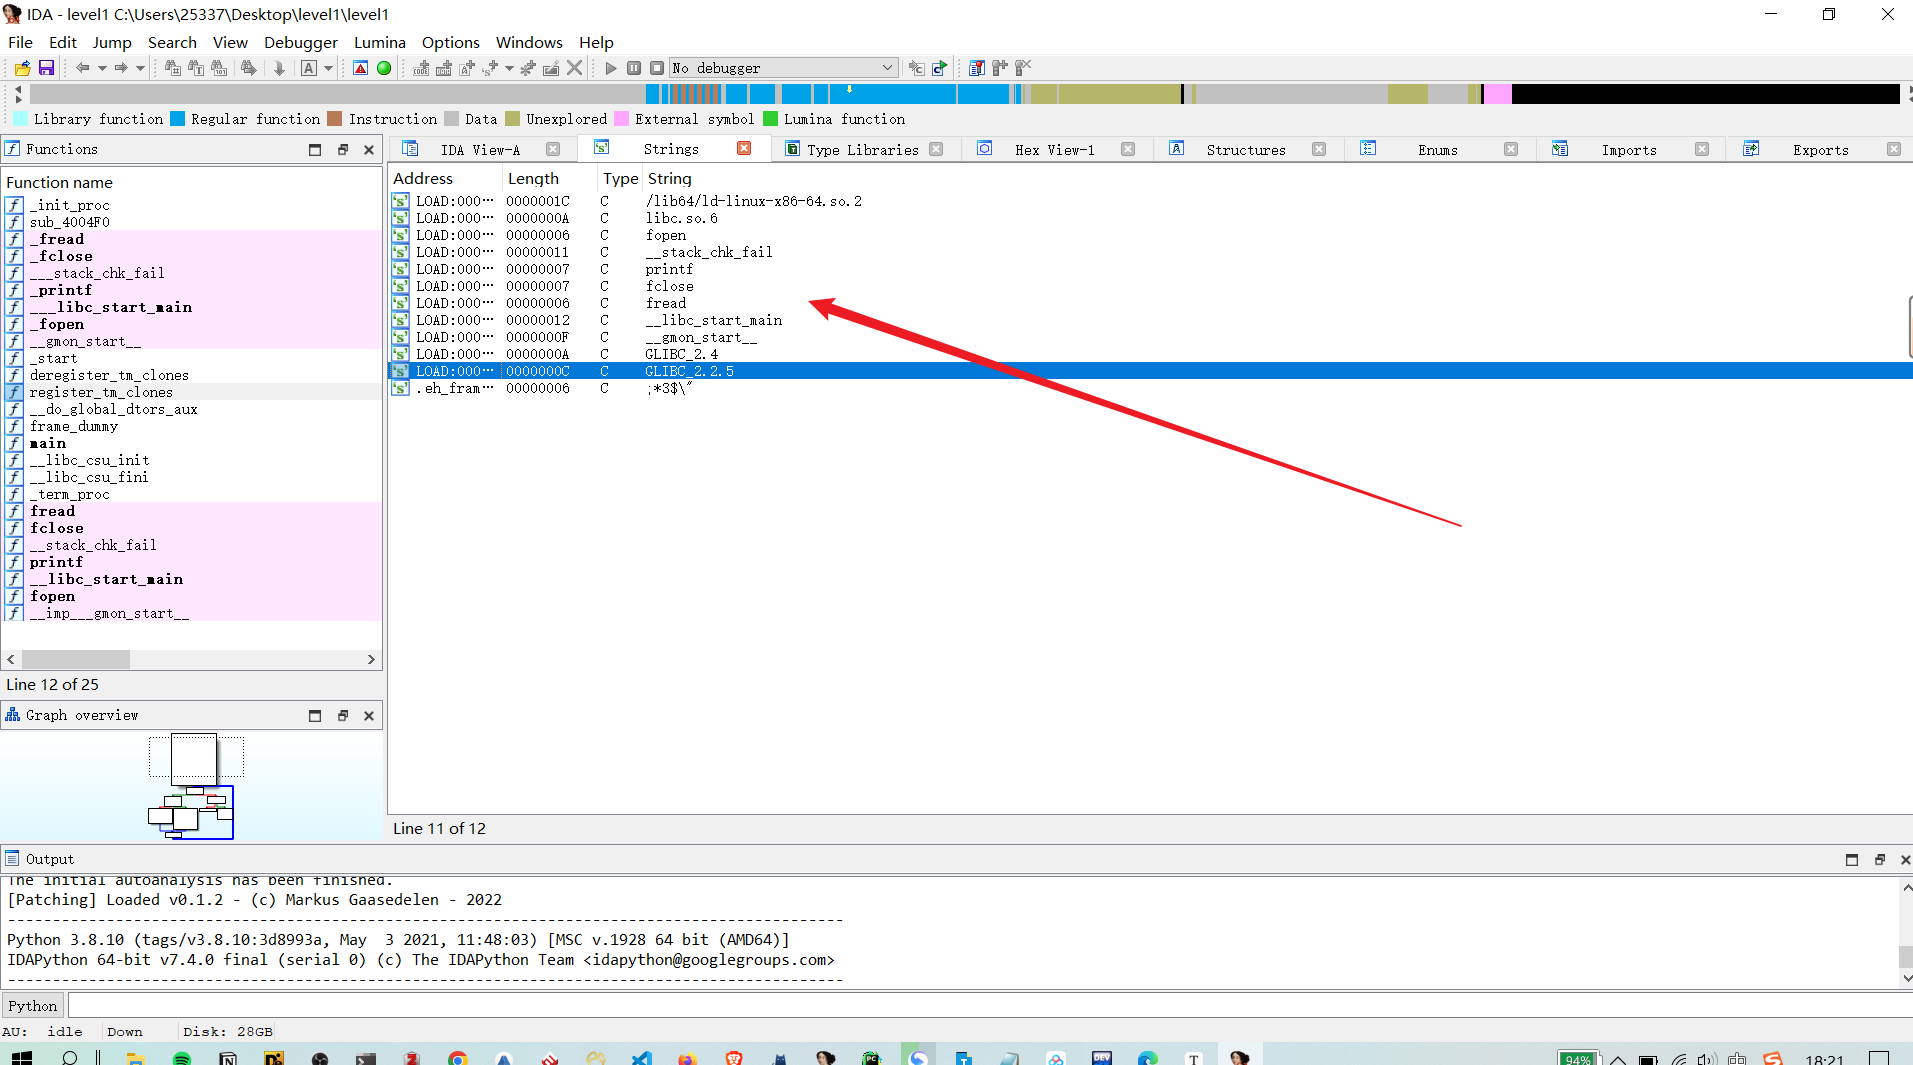 IDA - level1 C:\Users\25337\Desktop\level1\level1
File Edit Jump Search View Debugger Lumina Options Windows Help
No debugger
Library function Regular function Instruction Data Unexplored External symbol Lumina function
Functions
IDA View-A Strings Type Libraries Hex View-1 Structures Enums Imports Exports
Function name
_init_proc
sub_4004F0
_fread
_fclose
___stack_chk_fail
_printf
___libc_start_main
_fopen
__gmon_start__
_start
deregister_tm_clones
register_tm_clones
__do_global_dtors_aux
frame_dummy
main
__libc_csu_init
__libc_csu_fini
_term_proc
fread
fclose
__stack_chk_fail
printf
__libc_start_main
fopen
__imp___gmon_start__
Line 12 of 25
Graph overview
Address Length Type String
LOAD:000··· 0000001C C /lib64/ld-linux-x86-64.so.2
LOAD:000··· 0000000A C libc.so.6
LOAD:000··· 00000006 C fopen
LOAD:000··· 00000011 C __stack_chk_fail
LOAD:000··· 00000007 C printf
LOAD:000··· 00000007 C fclose
LOAD:000··· 00000006 C fread
LOAD:000··· 00000012 C __libc_start_main
LOAD:000··· 0000000F C __gmon_start__
LOAD:000··· 0000000A C GLIBC_2.4
LOAD:000··· 0000000C C GLIBC_2.2.5
.eh_fram··· 00000006 C ;*3$\"
Line 11 of 12
Output
The initial autoanalysis has been finished.
[Patching] Loaded v0.1.2 - (c) Markus Gaasedelen - 2022
---------------------------------------------------------------------------------------------
Python 3.8.10 (tags/v3.8.10:3d8993a, May  3 2021, 11:48:03) [MSC v.1928 64 bit (AMD64)]
IDAPython 64-bit v7.4.0 final (serial 0) (c) The IDAPython Team <idapython@googlegroups.com>
---------------------------------------------------------------------------------------------
Python
AU: idle Down Disk: 28GB
94% 中 18:21